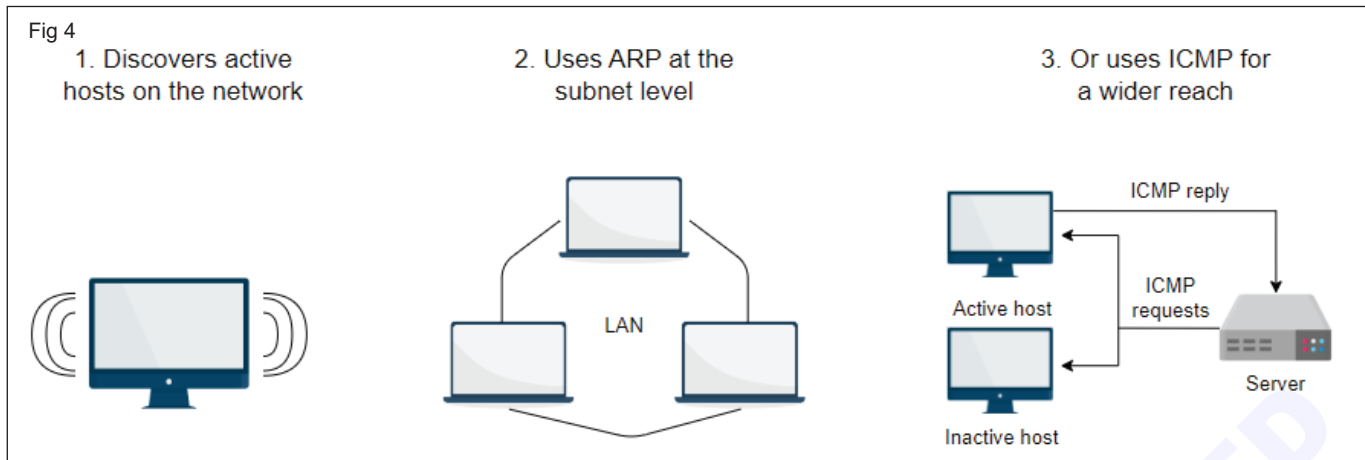 Fig 4
1. Discovers active
hosts on the network
2. Uses ARP at the
subnet level
3. Or uses ICMP for
a wider reach
LAN
ICMP reply
Active host
ICMP
requests
Server
Inactive host